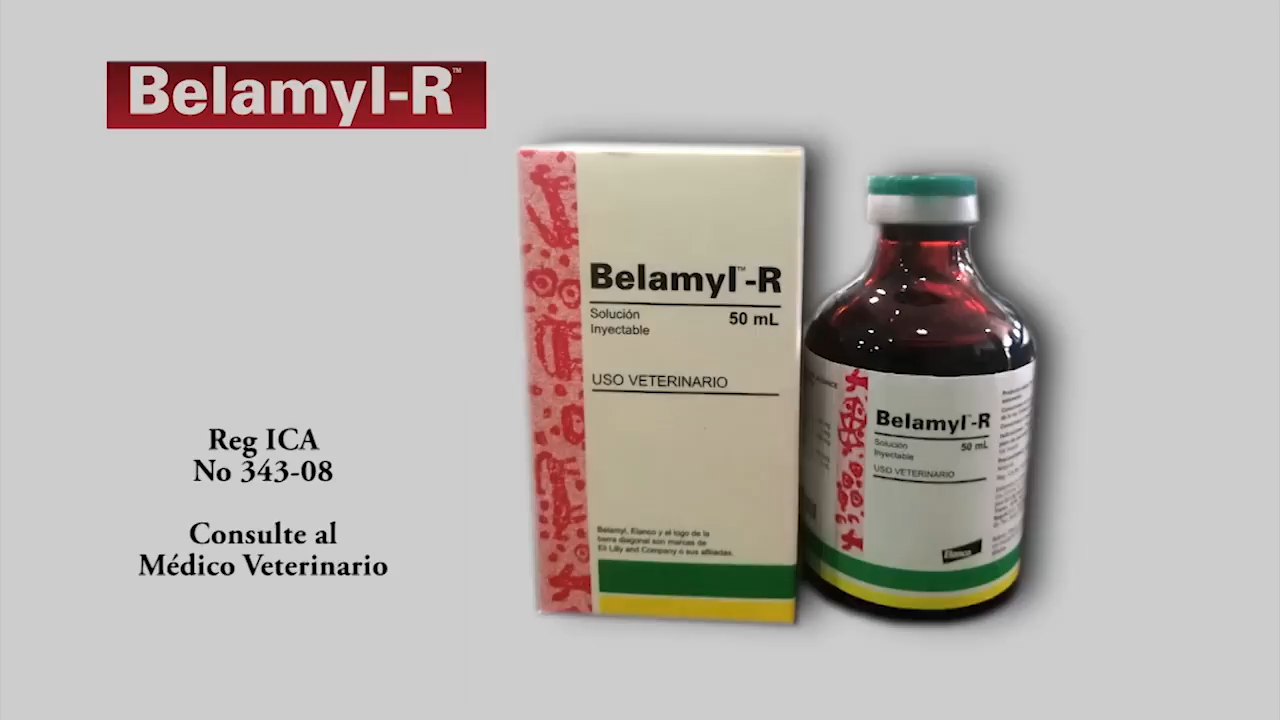 Belamyl-R™
Reg ICA
No 343-08
Consulte al
Médico Veterinario
Belamyl™-R
Solución
Inyectable
50 mL
USO VETERINARIO
Belamyl, Elanco y el logo de la
barra diagonal son marcas de
Eli Lilly and Company o sus afiliadas.
Belamyl™-R
Solución
Inyectable
50 mL
USO VETERINARIO
Elanco